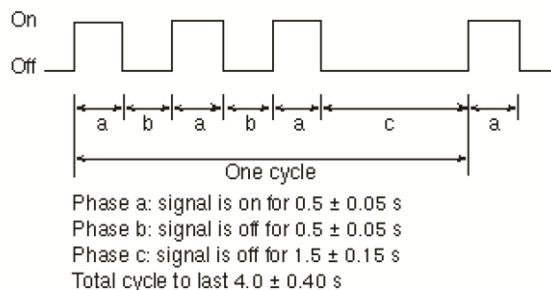 On
Off
a b a b a c a
One cycle
Phase a: signal is on for 0.5 ± 0.05 s
Phase b: signal is off for 0.5 ± 0.05 s
Phase c: signal is off for 1.5 ± 0.15 s
Total cycle to last 4.0 ± 0.40 s